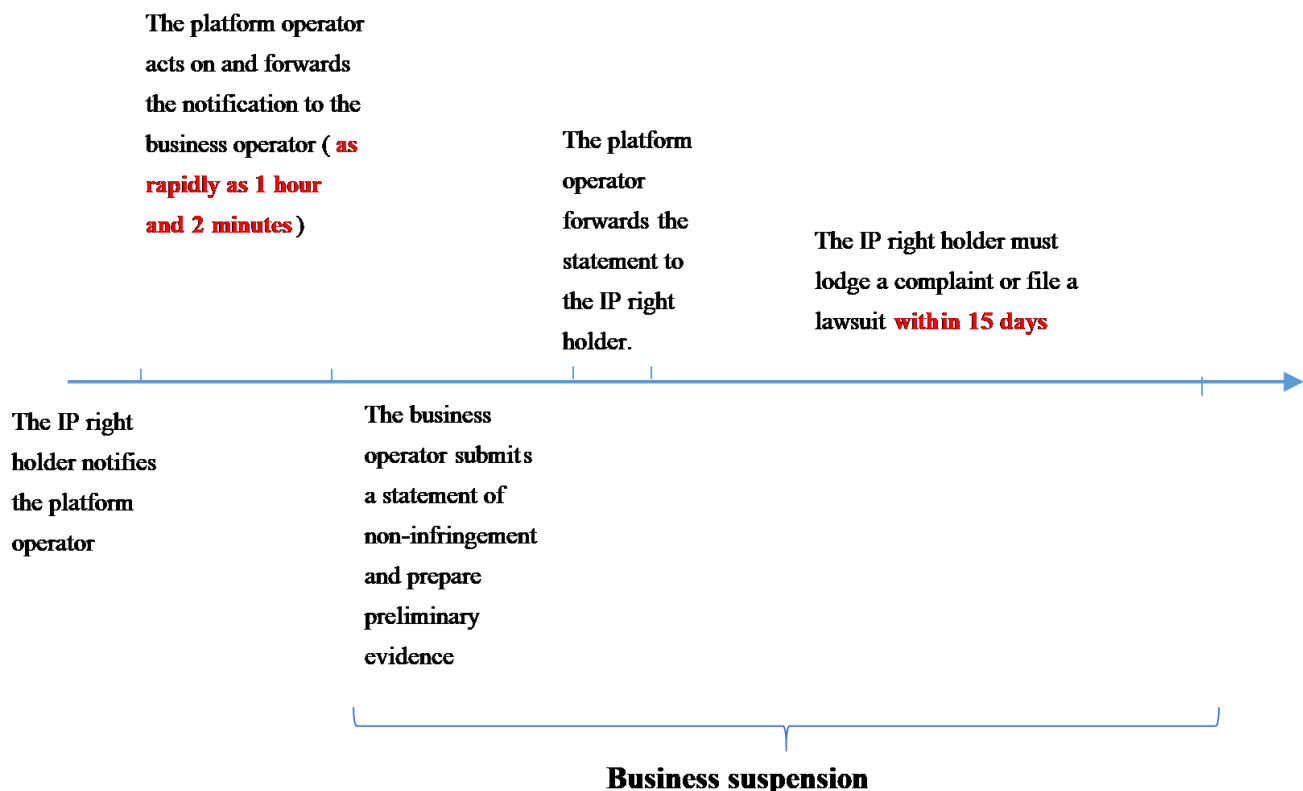 The platform operator
acts on and forwards
the notification to the
business operator ( as
rapidly as 1 hour
and 2 minutes )
The platform
operator
forwards the
statement to
the IP right
holder.
The IP right holder must
lodge a complaint or file a
lawsuit within 15 days
The IP right
holder notifies
the platform
operator
The business
operator submits
a statement of
non-infringement
and prepare
preliminary
evidence
Business suspension